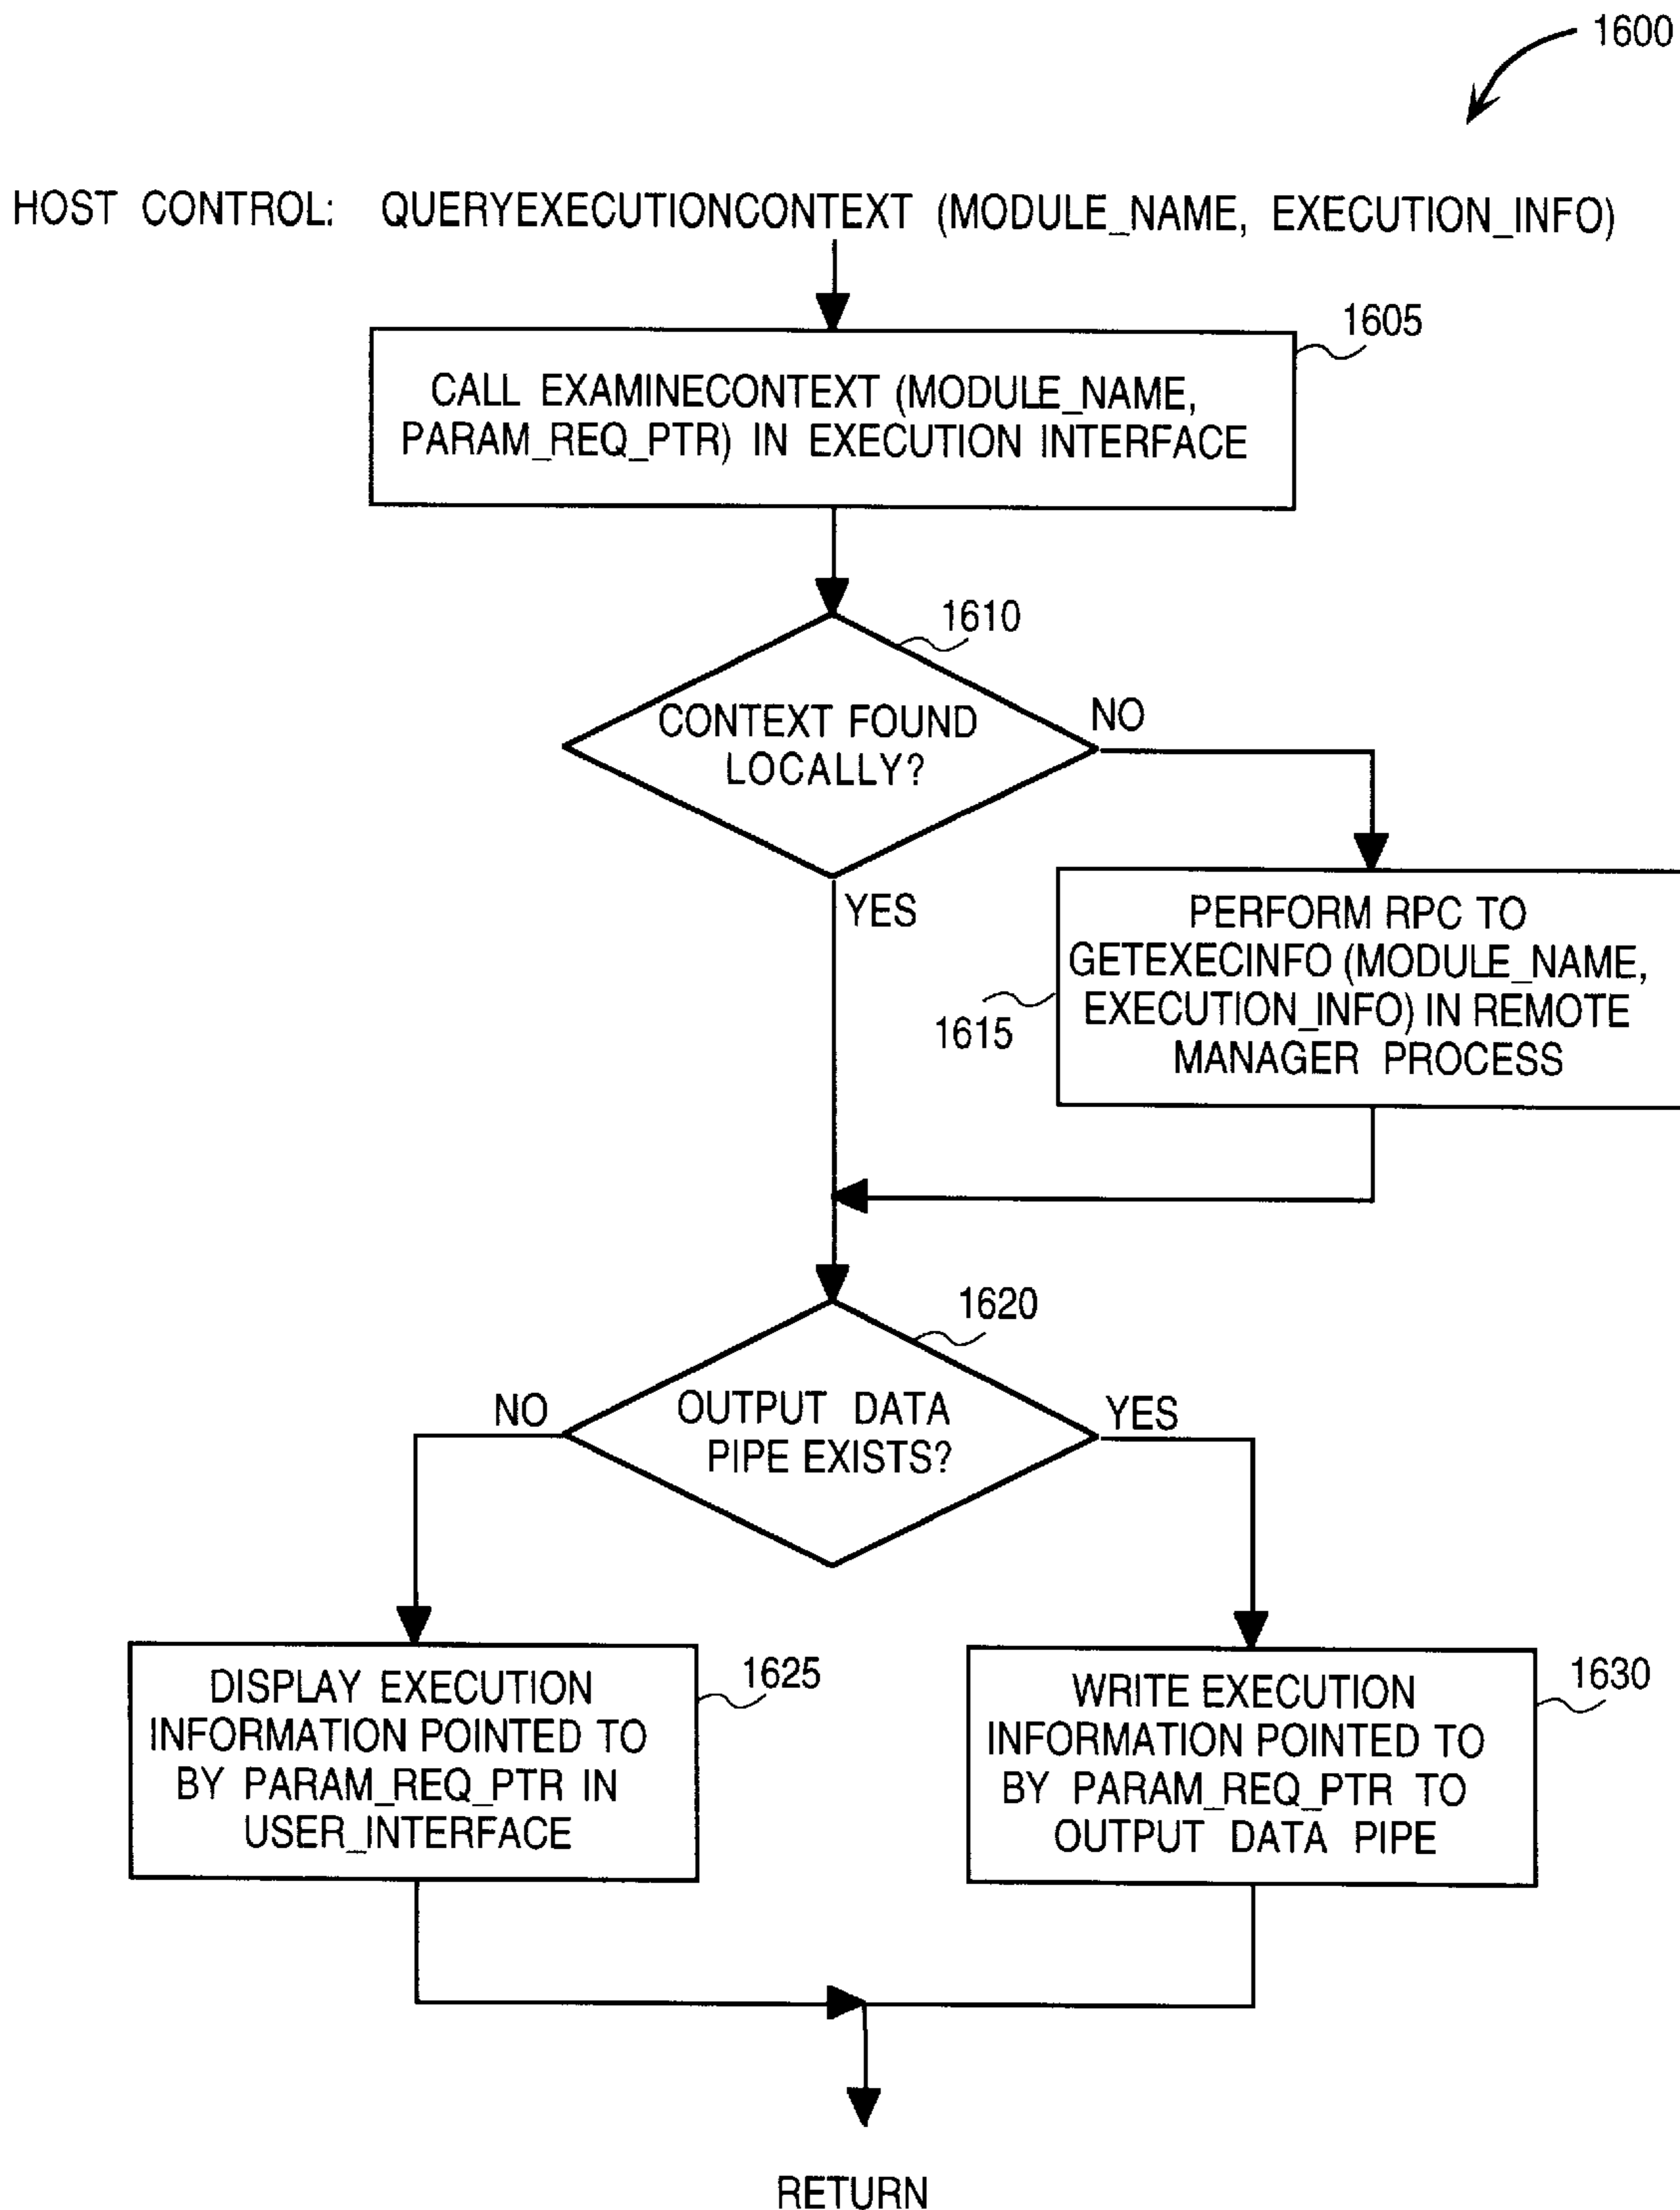 1600
HOST CONTROL: QUERYEXECUTIONCONTEXT (MODULE_NAME, EXECUTION_INFO)
1605
CALL EXAMINECONTEXT (MODULE_NAME,
PARAM_REQ_PTR) IN EXECUTION INTERFACE
1610
CONTEXT FOUND
LOCALLY?
NO
YES
PERFORM RPC TO
GETEXECINFO (MODULE_NAME,
EXECUTION_INFO) IN REMOTE
MANAGER PROCESS
1615
1620
OUTPUT DATA
PIPE EXISTS?
NO
YES
DISPLAY EXECUTION
INFORMATION POINTED TO
BY PARAM_REQ_PTR IN
USER_INTERFACE
1625
WRITE EXECUTION
INFORMATION POINTED TO
BY PARAM_REQ_PTR TO
OUTPUT DATA PIPE
1630
RETURN